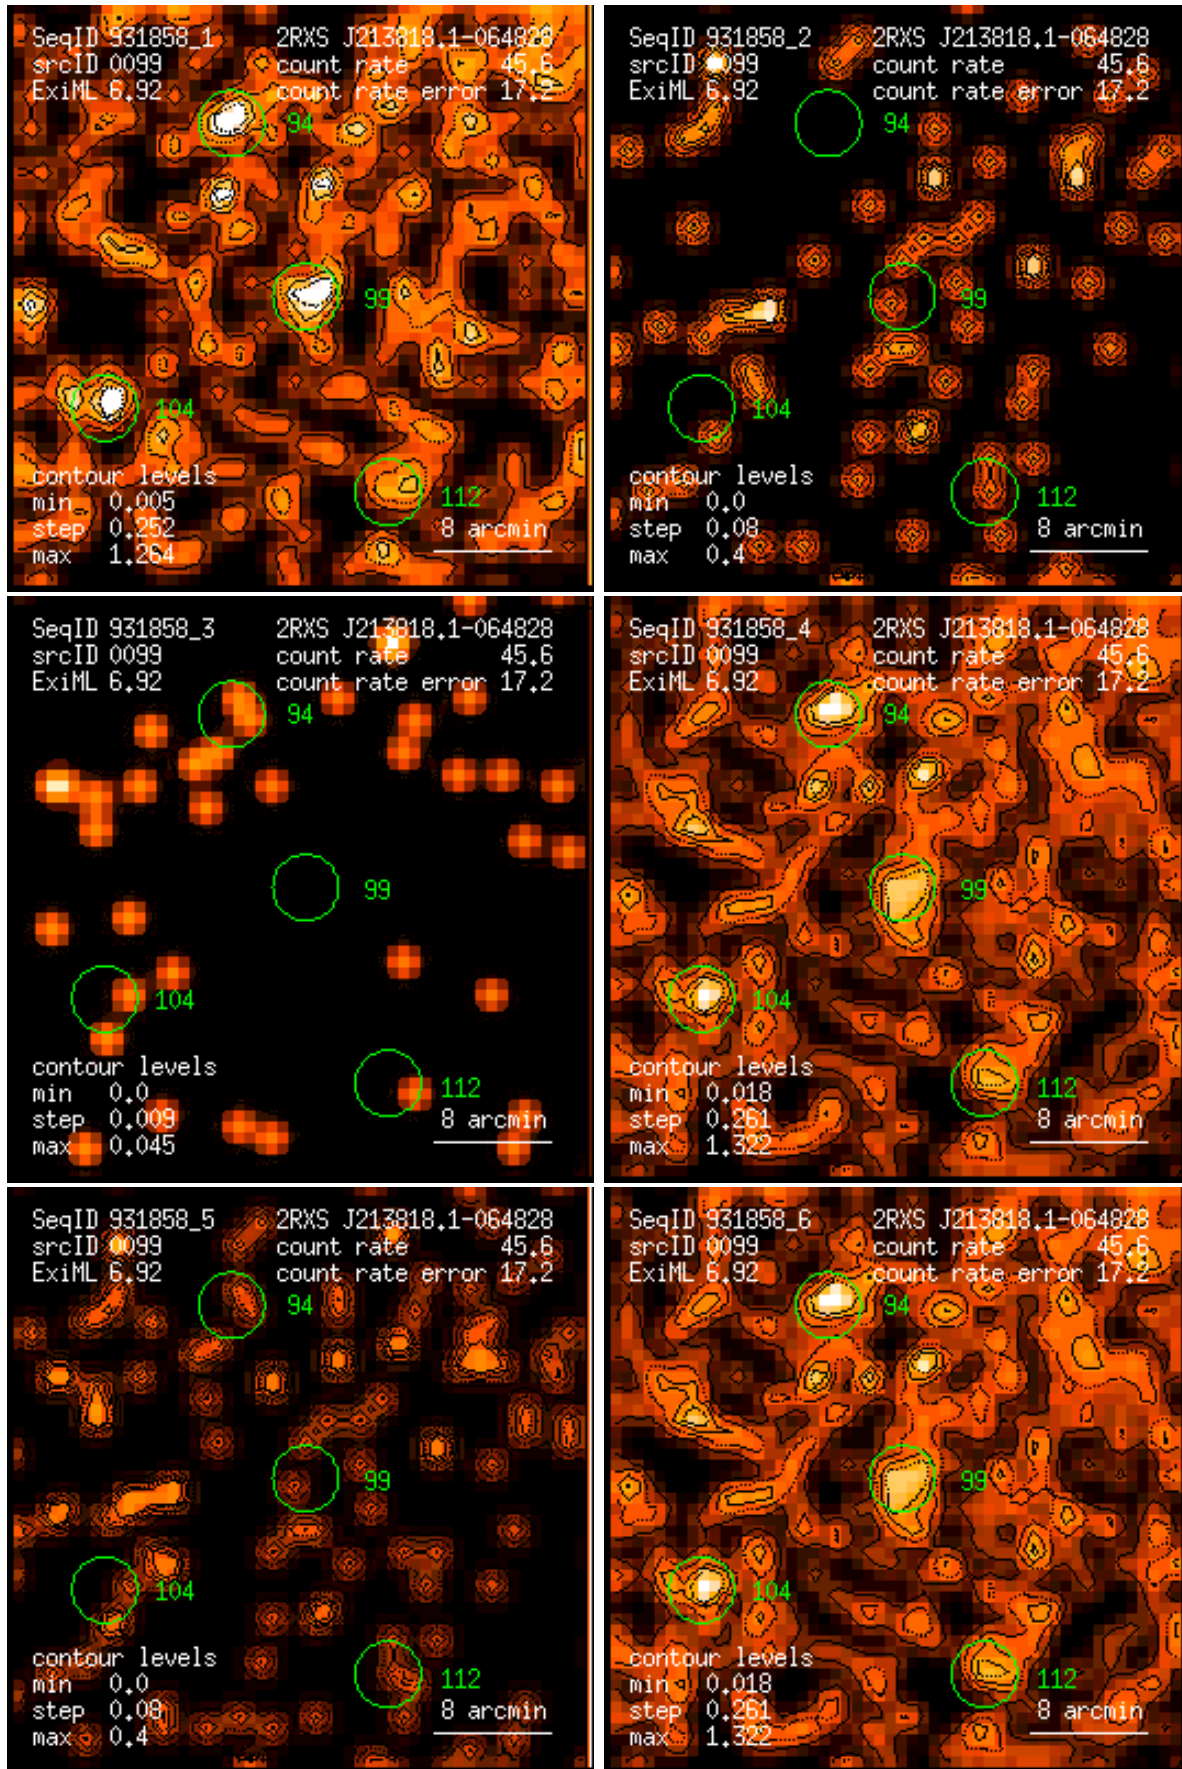 SeqID 931858_1 2RXS J213818.1-064828
srcID 0099 count rate 45.6
ExiML 6.92 count rate error 17.2
94
99
104
contour levels
min 0.005 112
step 0.252 8 arcmin
max 1.264
SeqID 931858_2 2RXS J213818.1-064828
srcID 0099 count rate 45.6
ExiML 6.92 count rate error 17.2
94
99
104
contour levels
min 0.0 112
step 0.08 8 arcmin
max 0.4
SeqID 931858_3 2RXS J213818.1-064828
srcID 0099 count rate 45.6
ExiML 6.92 count rate error 17.2
94
99
104
contour levels
min 0.0 112
step 0.009 8 arcmin
max 0.045
SeqID 931858_4 2RXS J213818.1-064828
srcID 0099 count rate 45.6
ExiML 6.92 count rate error 17.2
94
99
104
contour levels
min 0.018 112
step 0.261 8 arcmin
max 1.322
SeqID 931858_5 2RXS J213818.1-064828
srcID 0099 count rate 45.6
ExiML 6.92 count rate error 17.2
94
99
104
contour levels
min 0.0 112
step 0.08 8 arcmin
max 0.4
SeqID 931858_6 2RXS J213818.1-064828
srcID 0099 count rate 45.6
ExiML 6.92 count rate error 17.2
94
99
104
contour levels
min 0.018 112
step 0.261 8 arcmin
max 1.322